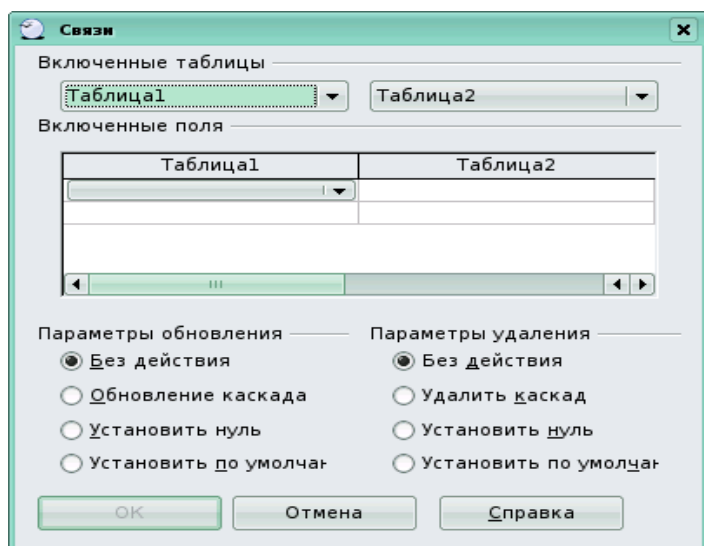 Связи
Включенные таблицы
Таблица1 Таблица2
Включенные поля
Таблица1 Таблица2
Параметры обновления Параметры удаления
Без действия Без действия
Обновление каскада Удалить каскад
Установить нуль Установить нуль
Установить по умолчан Установить по умолчан
ОК Отмена Справка